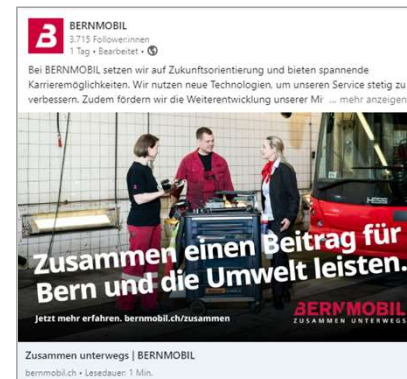 BERNMOBIL
3.715 Follower:innen
1 Tag • Bearbeitet •
Bei BERNMOBIL setzen wir auf Zukunftsorientierung und bieten spannende
Karrieremöglichkeiten. Wir nutzen neue Technologien, um unseren Service stetig zu
verbessern. Zudem fördern wir die Weiterentwicklung unserer Mi ... mehr anzeigen
HESS
Zusammen einen Beitrag für
Bern und die Umwelt leisten.
Jetzt mehr erfahren. bernmobil.ch/zusammen
BERNMOBIL
ZUSAMMEN UNTERWEGS
Zusammen unterwegs | BERNMOBIL
bernmobil.ch • Lesedauer: 1 Min.